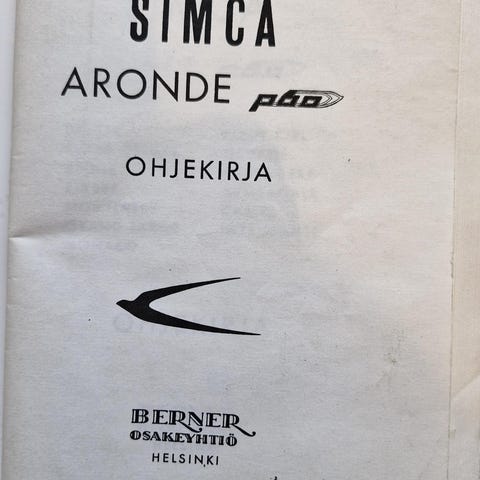 SIMCA
ARONDE P60
OHJEKIRJA
BERNER
OSAKEYHTIÖ
HELSINKI